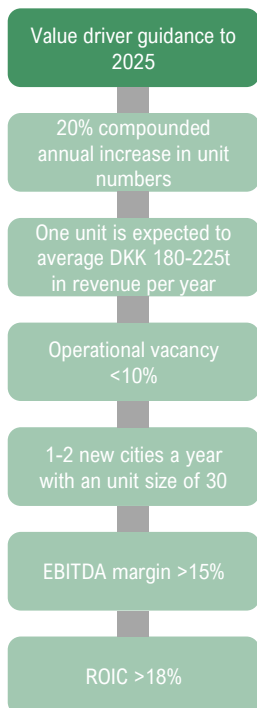 Value driver guidance to
2025
20% compounded
annual increase in unit
numbers
One unit is expected to
average DKK 180-225t
in revenue per year
Operational vacancy
<10%
1-2 new cities a year
with an unit size of 30
EBITDA margin >15%
ROIC >18%